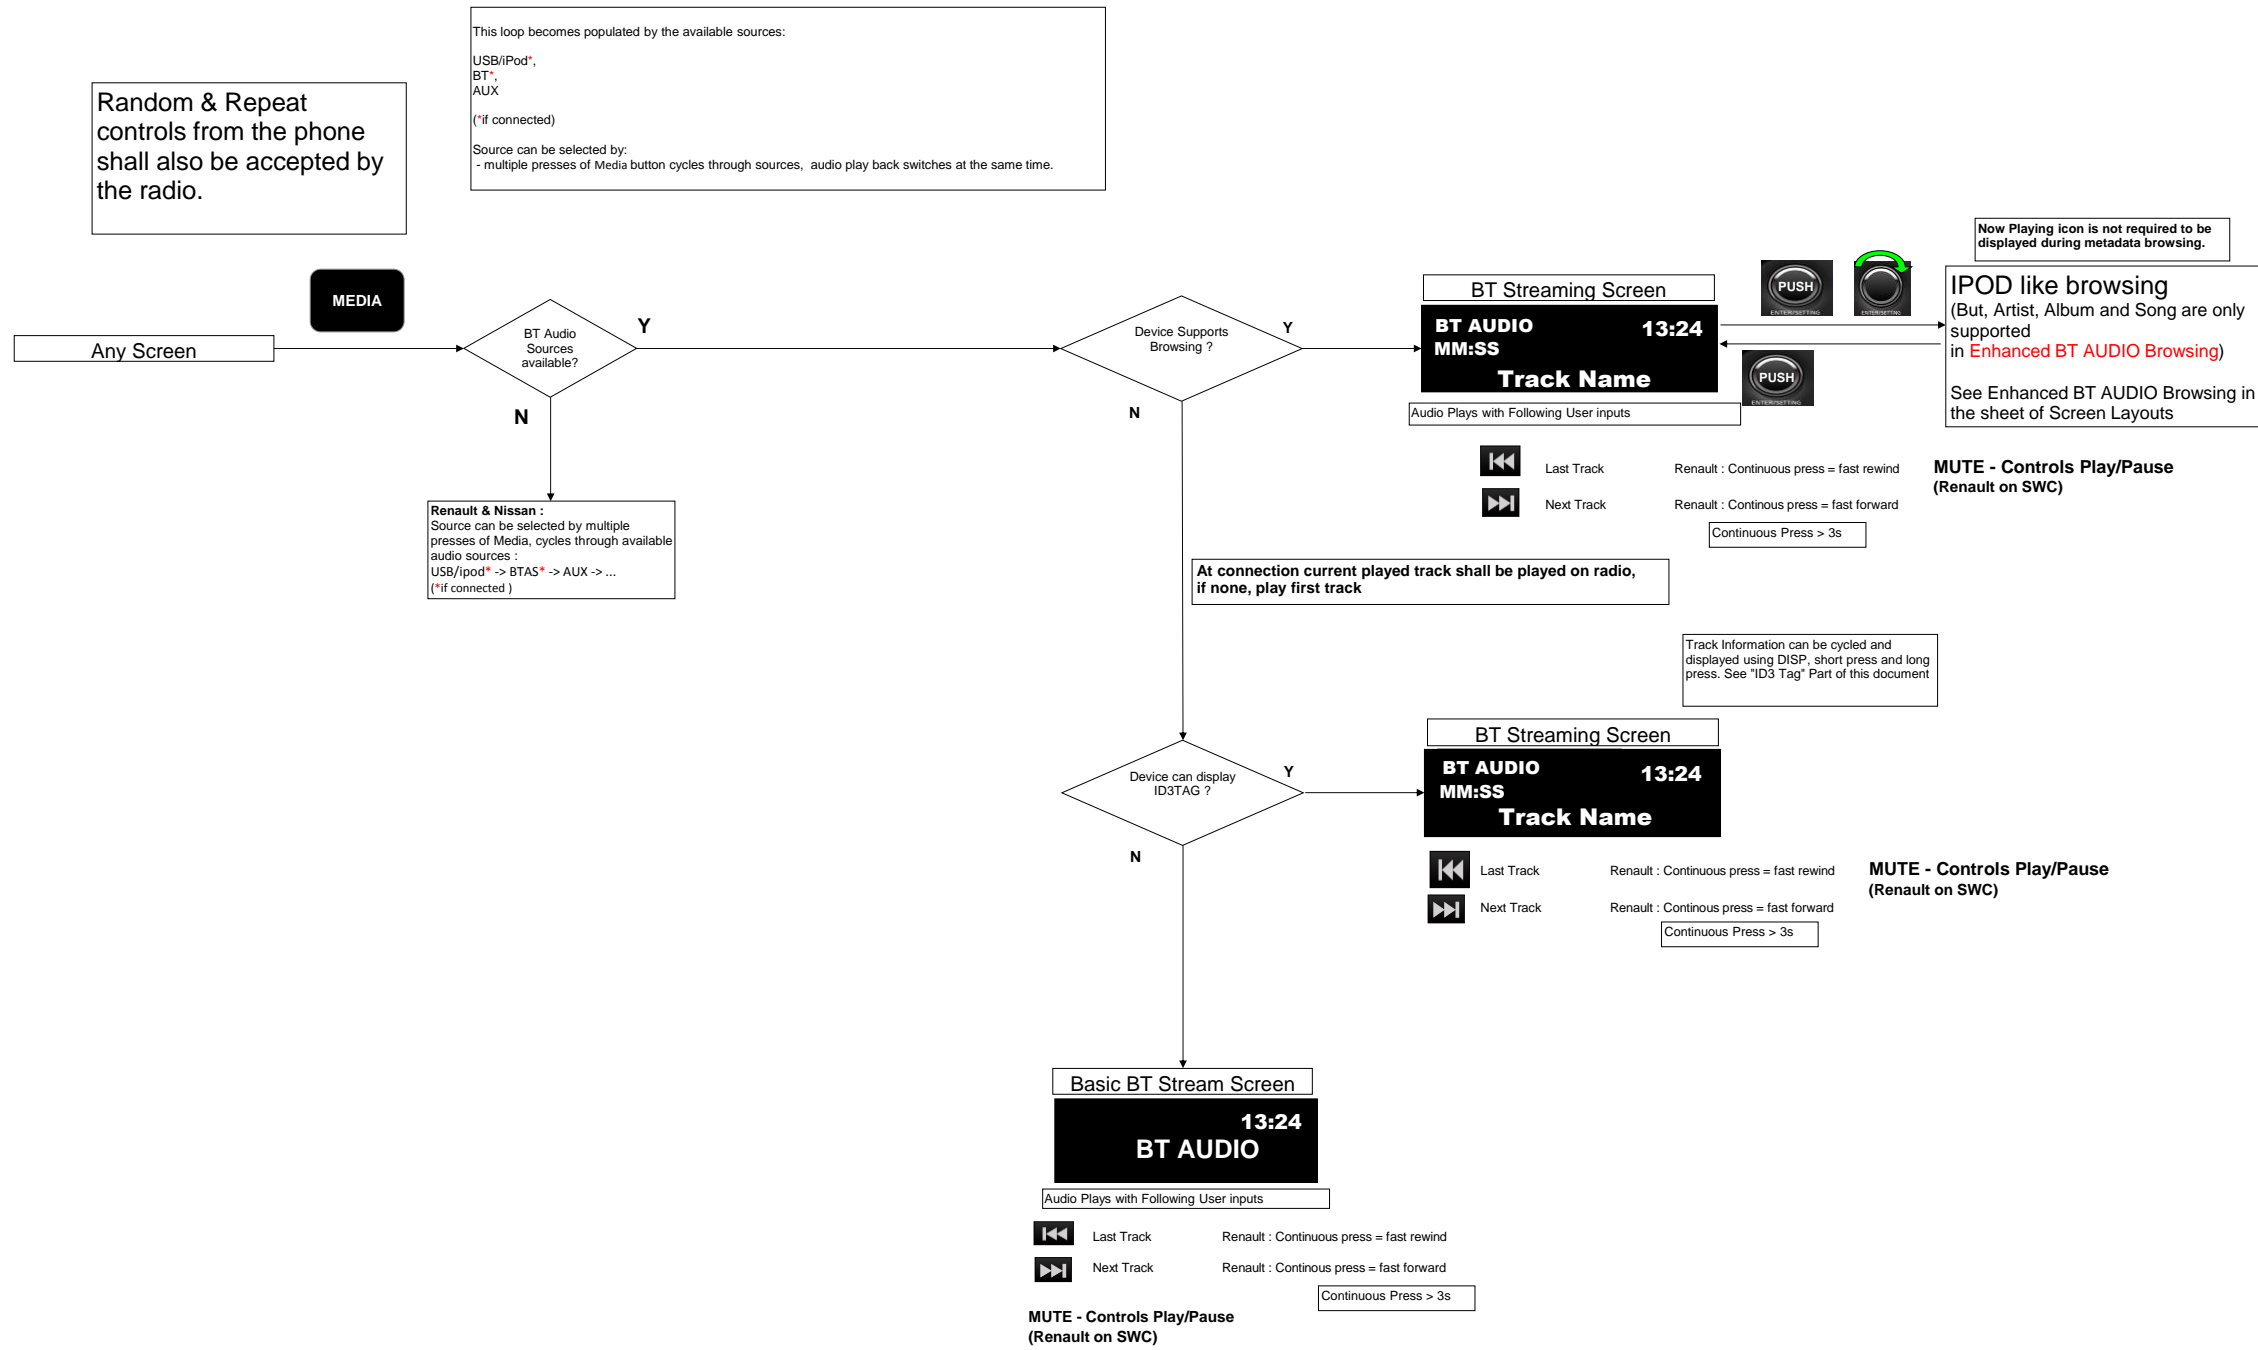 This loop becomes populated by the available sources:
USB/iPod*,
BT*,
AUX
(*if connected)
Source can be selected by:
- multiple presses of Media button cycles through sources, audio play back switches at the same time.
Random & Repeat
controls from the phone
shall also be accepted by
the radio.
Now Playing icon is not required to be
displayed during metadata browsing.
MEDIA
Any Screen
BT Audio
Sources
available?
Y
N
Device Supports
Browsing ?
Y
N
BT Streaming Screen
BT AUDIO 13:24
MM:SS
Track Name
PUSH
ENTER/SETTING
ENTER/SETTING
PUSH
ENTER/SETTING
IPOD like browsing
(But, Artist, Album and Song are only
supported
in Enhanced BT AUDIO Browsing)
See Enhanced BT AUDIO Browsing in
the sheet of Screen Layouts
Audio Plays with Following User inputs
Last Track Renault : Continuous press = fast rewind
Next Track Renault : Continous press = fast forward
Continuous Press > 3s
MUTE - Controls Play/Pause
(Renault on SWC)
Renault & Nissan :
Source can be selected by multiple
presses of Media, cycles through available
audio sources :
USB/ipod* -> BTAS* -> AUX -> ...
(*if connected )
At connection current played track shall be played on radio,
if none, play first track
Track Information can be cycled and
displayed using DISP, short press and long
press. See "ID3 Tag" Part of this document
Device can display
ID3TAG ?
Y
N
BT Streaming Screen
BT AUDIO 13:24
MM:SS
Track Name
Last Track Renault : Continuous press = fast rewind
Next Track Renault : Continous press = fast forward
Continuous Press > 3s
MUTE - Controls Play/Pause
(Renault on SWC)
Basic BT Stream Screen
13:24
BT AUDIO
Audio Plays with Following User inputs
Last Track Renault : Continuous press = fast rewind
Next Track Renault : Continous press = fast forward
Continuous Press > 3s
MUTE - Controls Play/Pause
(Renault on SWC)